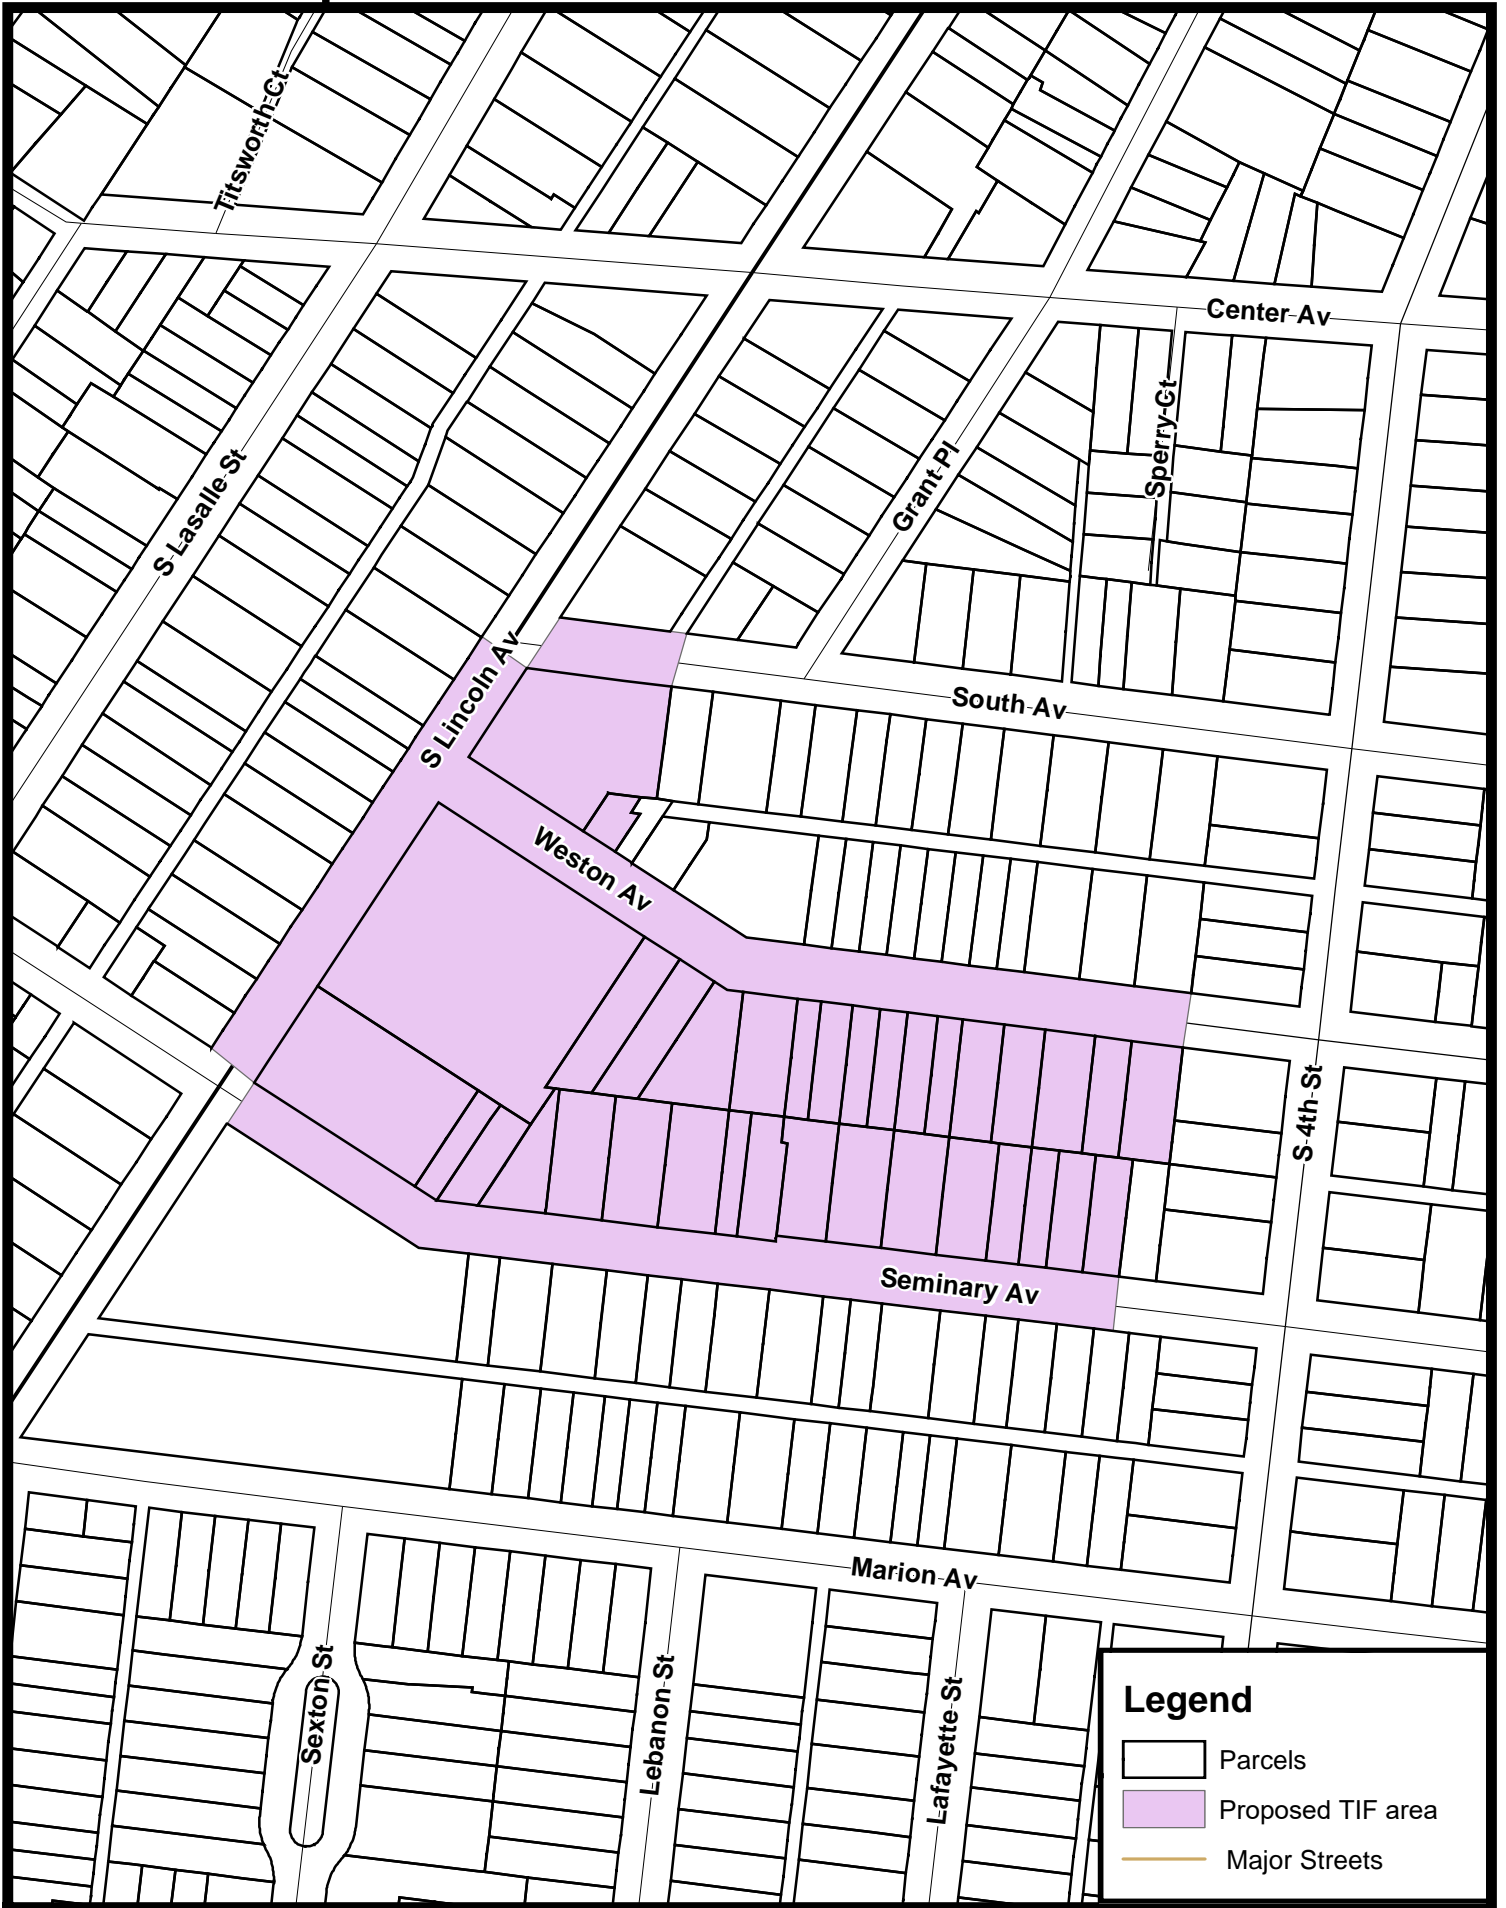 Titsworth Ct
Center Av
Sperry Ct
Grant Pl
S Lasalle St
S Lincoln Av
South Av
Weston Av
S 4th St
Seminary Av
Marion Av
Sexton St
Lebanon St
Lafayette St
Legend
Parcels
Proposed TIF area
Major Streets